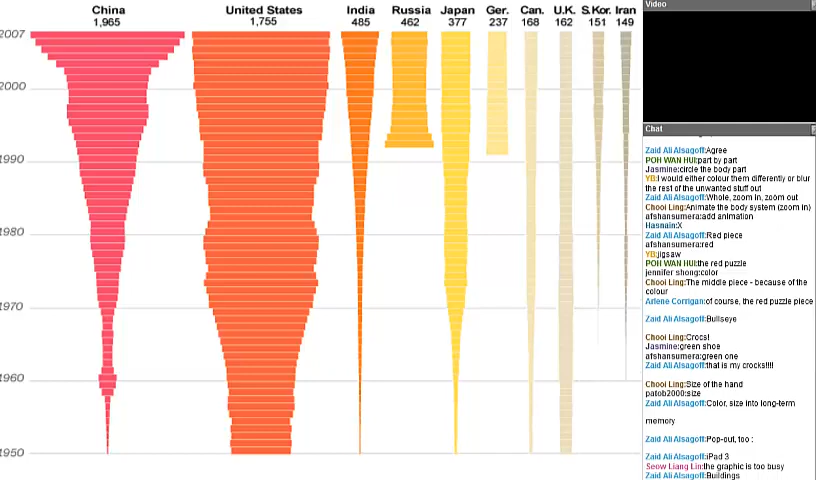 China
1,965
United States
1,755
India
485
Russia
462
Japan
377
Ger.
237
Can.
168
U.K.
162
S.Kor.
151
Iran
149
2007
2000
1990
1980
1970
1960
1950
Video
Chat
Zaid Ali Alsagoff:Agree
POH WAN HUI:part by part
Jasmine:circle the body part
YB:I would either colour them differently or blur
the rest of the unwanted stuff out
Zaid Ali Alsagoff:Whole, zoom in, zoom out
Chooi Ling:Animate the body system (zoom in)
afshansumera:add animation
Hasnain:X
Zaid Ali Alsagoff:Red piece
afshansumera:red
YB:jigsaw
POH WAN HUI:the red puzzle
jennifer shong:color
Chooi Ling:The middle piece - because of the
colour
Arlene Corrigan:of course, the red puzzle piece
Zaid Ali Alsagoff:Bullseye
Chooi Ling:Crocs!
Jasmine:green shoe
afshansumera:green one
Zaid Ali Alsagoff:that is my crocs!!!!
Chooi Ling:Size of the hand
patob2000:size
Zaid Ali Alsagoff:Color, size into long-term
memory
Zaid Ali Alsagoff:Pop-out, too :
Zaid Ali Alsagoff:iPad 3
Seow Liang Lin:the graphic is too busy
Zaid Ali Alsagoff:Buildings